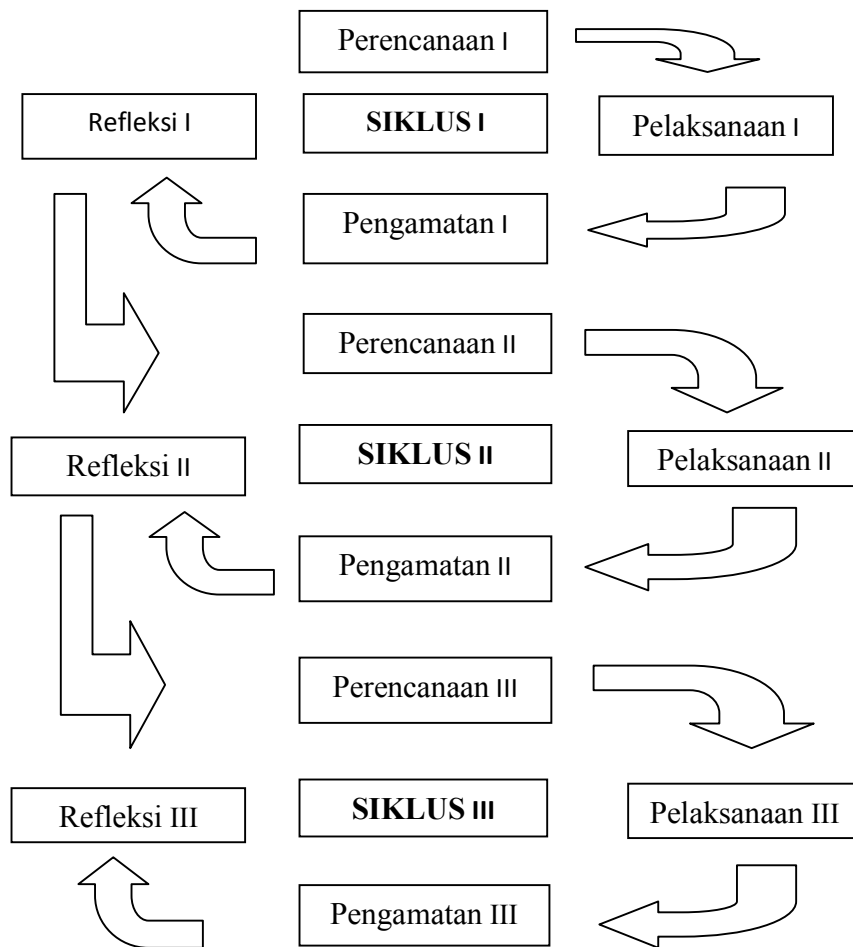 Perencanaan I
Refleksi I
SIKLUS I
Pelaksanaan I
Pengamatan I
Perencanaan II
Refleksi II
SIKLUS II
Pelaksanaan II
Pengamatan II
Perencanaan III
Refleksi III
SIKLUS III
Pelaksanaan III
Pengamatan III